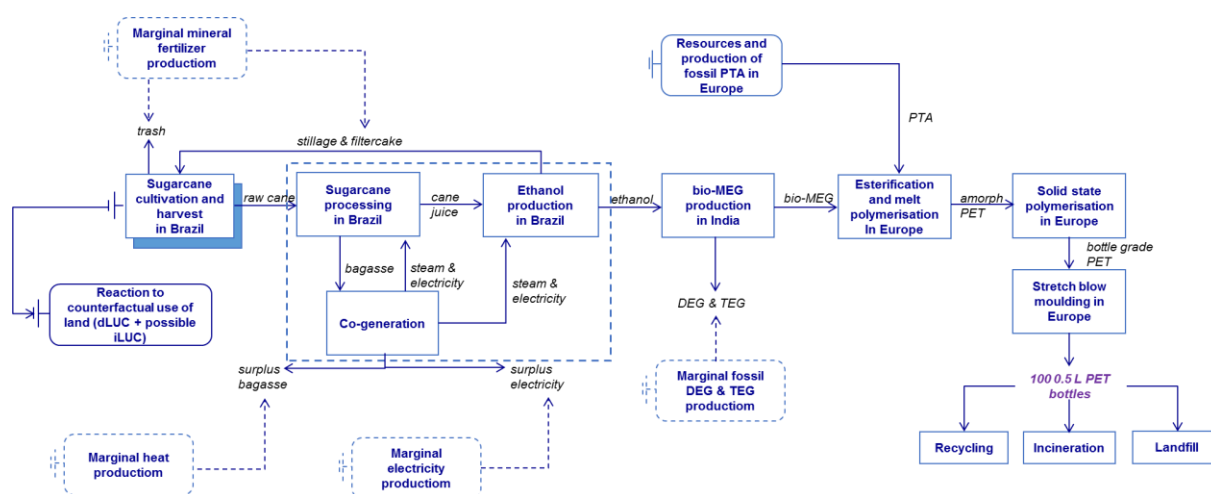 Marginal mineral
fertilizer
productiom
Resources and
production of
fossil PTA in
Europe
trash
stillage & filtercake
PTA
Sugarcane
cultivation and
harvest
in Brazil
raw cane
Sugarcane
processing
in Brazil
cane
juice
Ethanol
production
in Brazil
ethanol
bio-MEG
production
in India
bio-MEG
Esterification
and melt
polymerisation
In Europe
amorph
PET
Solid state
polymerisation
in Europe
bagasse
steam &
electricity
steam &
electricity
bottle grade
PET
Reaction to
counterfactual use of
land (dLUC + possible
iLUC)
Co-generation
DEG & TEG
Stretch blow
moulding in
Europe
surplus
bagasse
surplus
electricity
Marginal fossil
DEG & TEG
productiom
100 0.5 L PET
bottles
Marginal heat
productiom
Marginal
electricity
productiom
Recycling
Incineration
Landfill